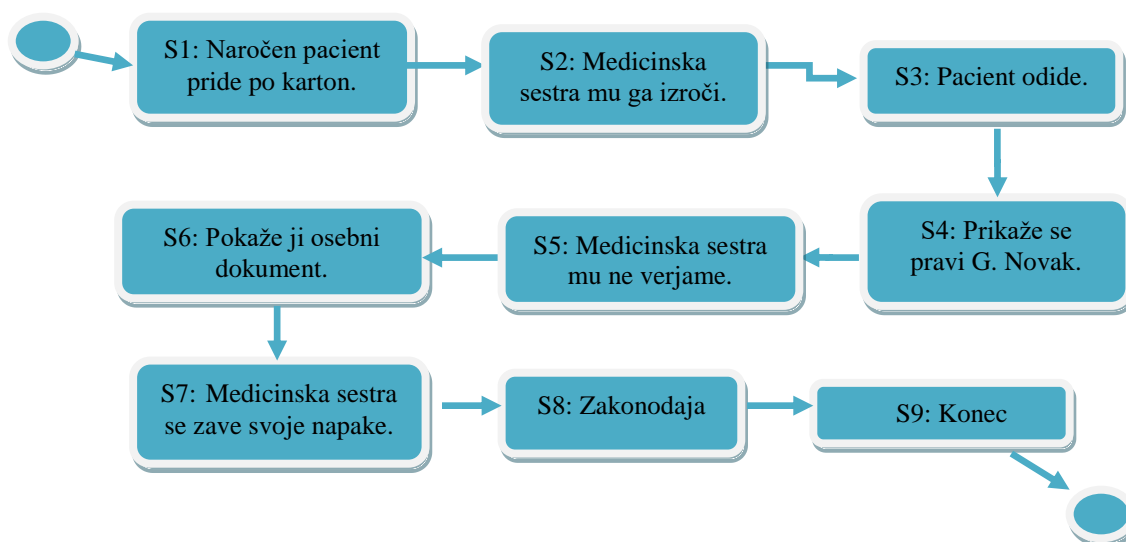 S1: Naročen pacient
pride po karton.
S2: Medicinska
sestra mu ga izroči.
S3: Pacient odide.
S4: Prikaže se
pravi G. Novak.
S5: Medicinska sestra
mu ne verjame.
S6: Pokaže ji osebni
dokument.
S7: Medicinska sestra
se zave svoje napake.
S8: Zakonodaja
S9: Konec